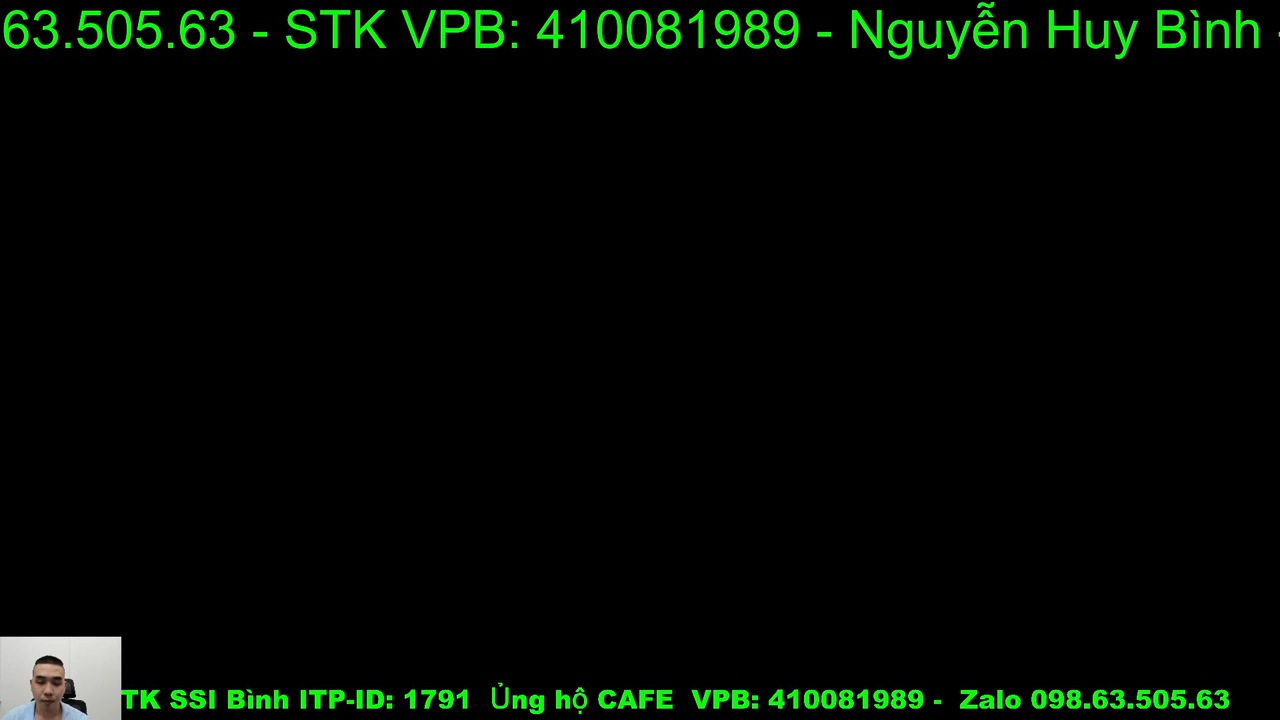 63.505.63 - STK VPB: 410081989 - Nguyễn Huy Bình -
TK SSI Bình ITP-ID: 1791 Ủng hộ CAFE VPB: 410081989 - Zalo 098.63.505.63